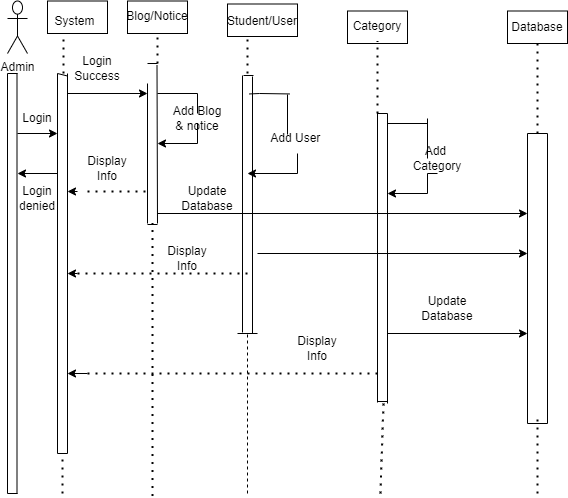 System
Blog/Notice
Student/User
Category
Database
Admin
Login
Success
Add Blog
& notice
Login
Add User
Add
Category
Display
Info
Login
denied
Update
Database
Display
Info
Update
Database
Display
Info